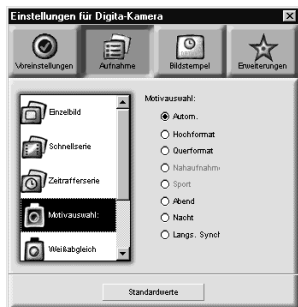 Einstellungen für Digita-Kamera
Voreinstellungen
Aufnahme
Bildstempel
Erweiterungen
Einzelbild
Schnellserie
Zeitrafferserie
Motivauswahl:
Weißabgleich
Motivauswahl:
Autom.
Hochformat
Querformat
Nahaufnahm
Sport
Abend
Nacht
Langs. Synch
Standardwerte